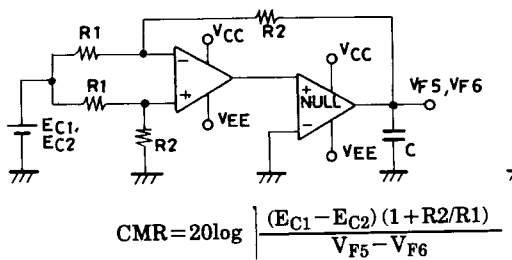 R1
R2
VCC
VCC
R1
−
+
NULL
+
−
VF5,VF6
EC1,
EC2
VEE
R2
VEE
C
CMR=20log | (EC1−EC2) (1+R2/R1)
VF5−VF6